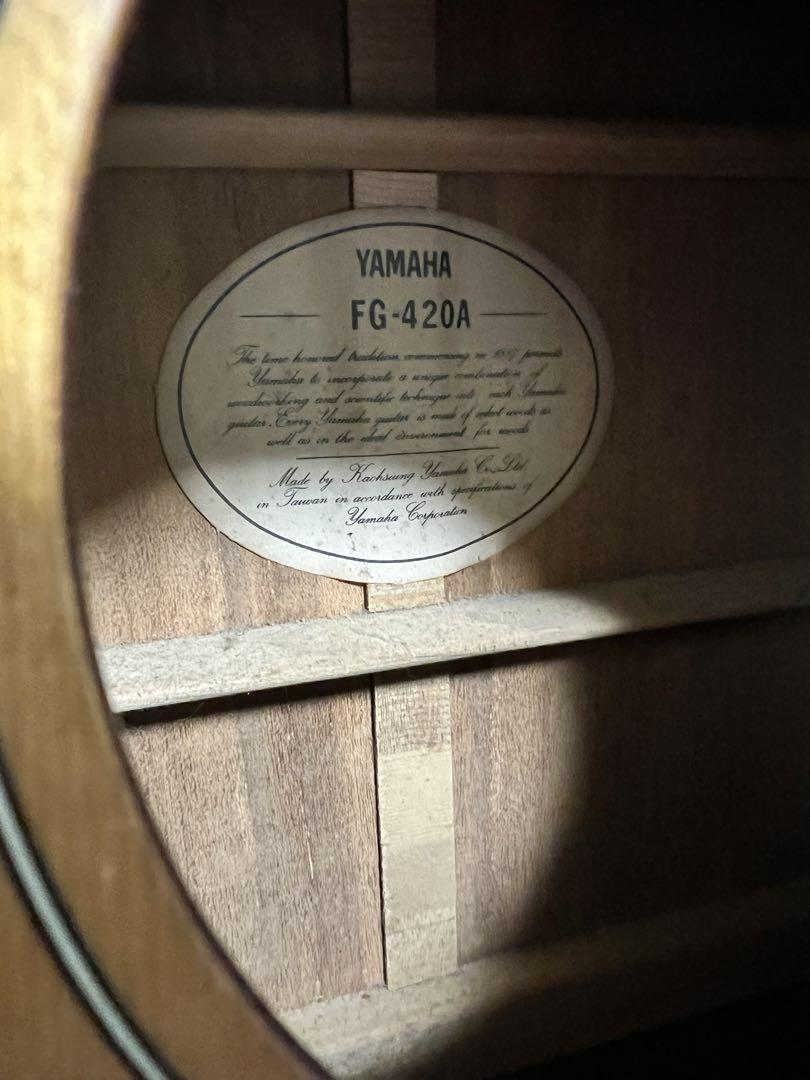 YAMAHA
FG-420A
The time honored tradition commencing in 1887 permits
Yamaha to incorporate a unique combination of
woodworking and scientific technique into each Yamaha
guitar. Every Yamaha guitar is made of select woods as
well as in the ideal environment for woods
Made by Kaohsiung Yamaha Co., Ltd.
in Taiwan in accordance with specifications of
Yamaha Corporation